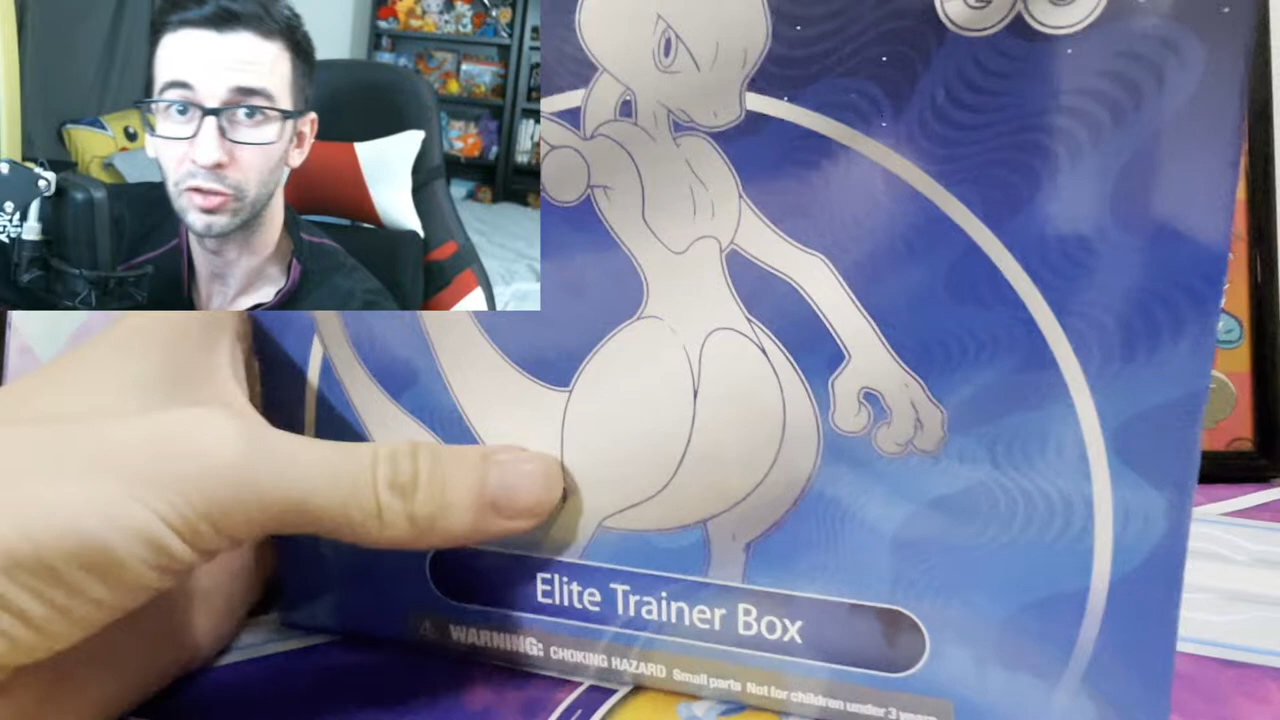 Elite Trainer Box
WARNING: CHOKING HAZARD Small parts Not for children under 3 years